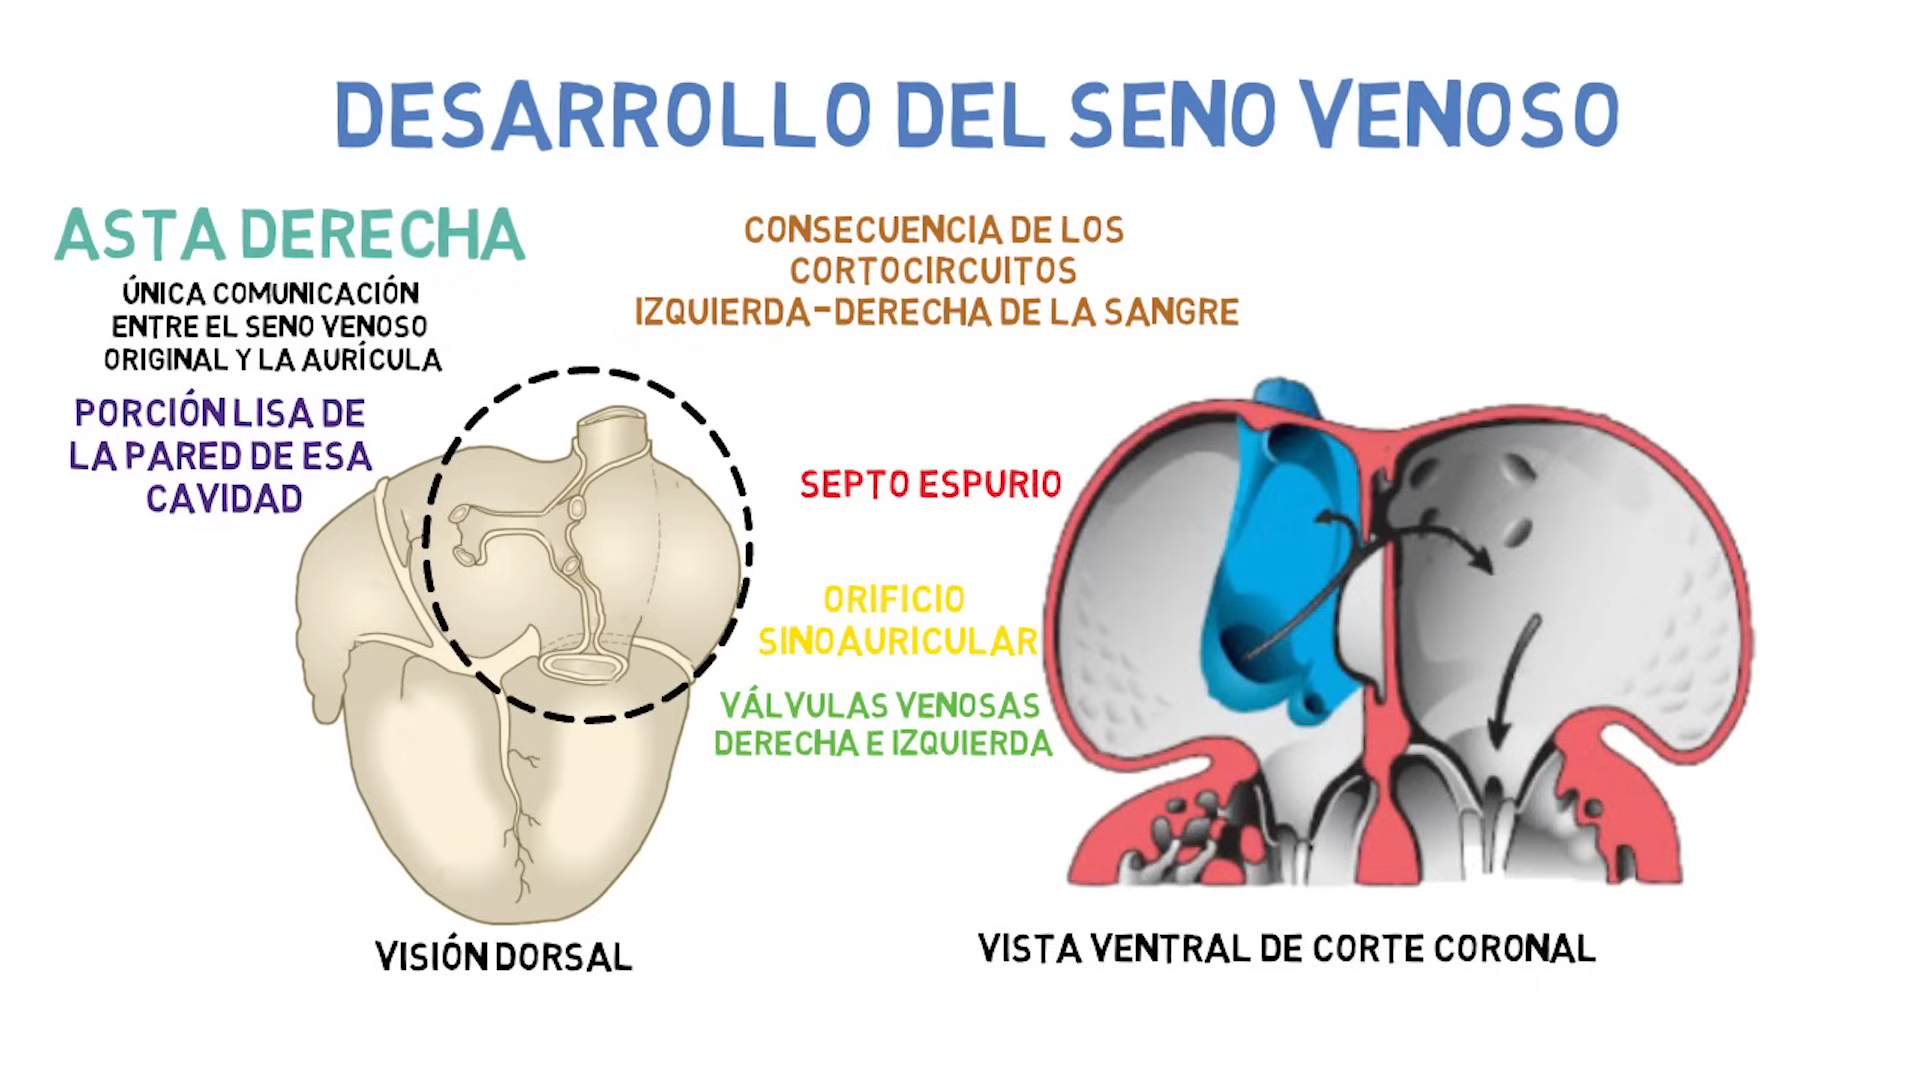 DESARROLLO DEL SENO VENOSO
ASTA DERECHA
ÚNICA COMUNICACIÓN
ENTRE EL SENO VENOSO
ORIGINAL Y LA AURÍCULA
PORCIÓN LISA DE
LA PARED DE ESA
CAVIDAD
CONSECUENCIA DE LOS
CORTOCIRCUITOS
IZQUIERDA-DERECHA DE LA SANGRE
SEPTO ESPURIO
ORIFICIO
SINOAURICULAR
VÁLVULAS VENOSAS
DERECHA E IZQUIERDA
VISIÓN DORSAL
VISTA VENTRAL DE CORTE CORONAL